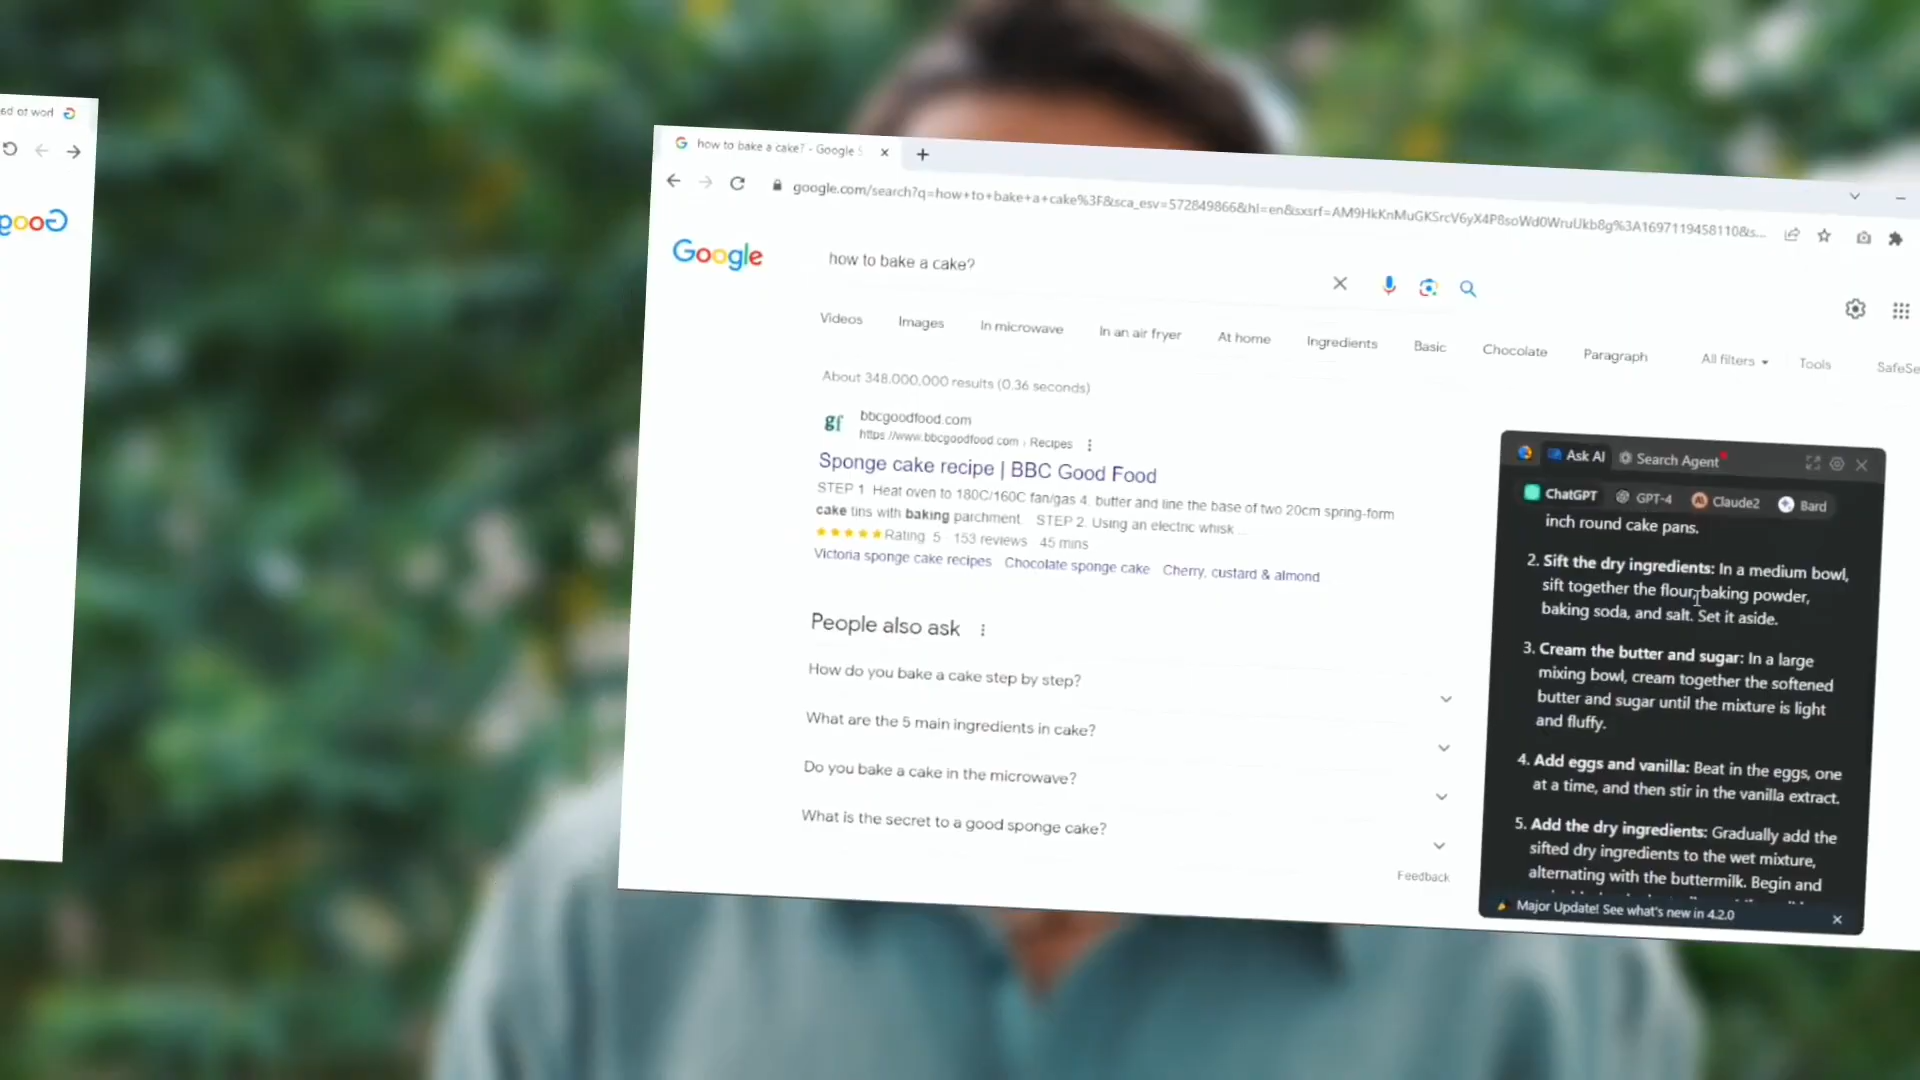 how to bake a cake? - Google S
google.com/search?q=how+to+bake+a+cake%3F&sca_esv=572849866&hl=en&sxsrf=AM9HkKnMuGKSrcV6yX4P8soWd0WruUkb8g%3A1697119458110&s...
Google
how to bake a cake?
Videos Images In microwave In an air fryer At home Ingredients Basic Chocolate Paragraph All filters Tools SafeSe
About 348,000,000 results (0.36 seconds)
gf
bbcgoodfood.com
https://www.bbcgoodfood.com › Recipes
Sponge cake recipe | BBC Good Food
STEP 1. Heat oven to 180C/160C fan/gas 4. butter and line the base of two 20cm spring-form
cake tins with baking parchment. STEP 2. Using an electric whisk ...
Rating 5 153 reviews 45 mins
Victoria sponge cake recipes Chocolate sponge cake Cherry, custard & almond
People also ask
How do you bake a cake step by step?
What are the 5 main ingredients in cake?
Do you bake a cake in the microwave?
What is the secret to a good sponge cake?
Feedback
Ask AI Search Agent
ChatGPT GPT-4 Claude2 Bard
inch round cake pans.
2. Sift the dry ingredients: In a medium bowl,
sift together the flour, baking powder,
baking soda, and salt. Set it aside.
3. Cream the butter and sugar: In a large
mixing bowl, cream together the softened
butter and sugar until the mixture is light
and fluffy.
4. Add eggs and vanilla: Beat in the eggs, one
at a time, and then stir in the vanilla extract.
5. Add the dry ingredients: Gradually add the
sifted dry ingredients to the wet mixture,
alternating with the buttermilk. Begin and
Major Update! See what's new in 4.2.0